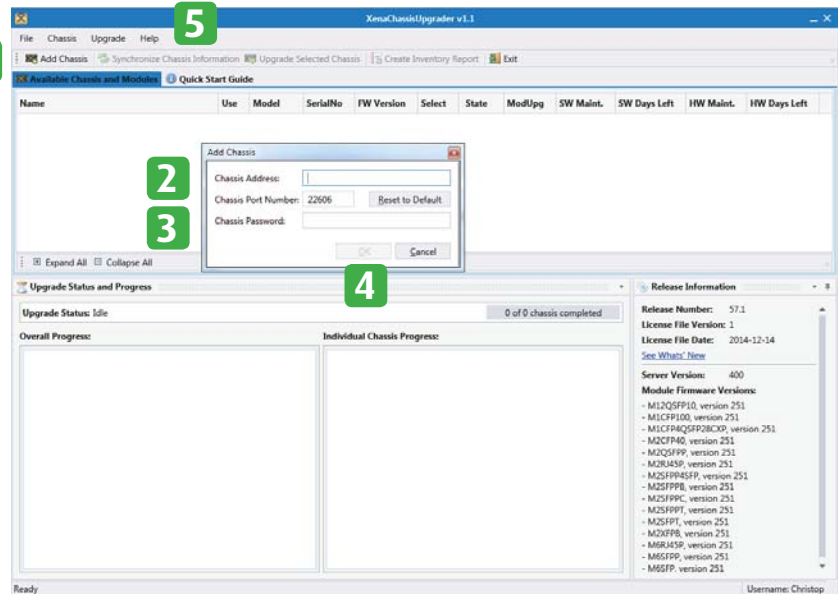 XenaChassisUpgrader v1.1
5
File Chassis Upgrade Help
Add Chassis Synchronize Chassis Information Upgrade Selected Chassis Create Inventory Report Exit
Available Chassis and Modules Quick Start Guide
Name Use Model SerialNo FW Version Select State ModUpg SW Maint. SW Days Left HW Maint. HW Days Left
Add Chassis
2
Chassis Address:
Chassis Port Number: 22606 Reset to Default
3
Chassis Password:
OK Cancel
Expand All Collapse All
4
Upgrade Status and Progress
Upgrade Status: Idle 0 of 0 chassis completed
Overall Progress: Individual Chassis Progress:
Release Information
Release Number: 57.1
License File Version: 1
License File Date: 2014-12-14
See Whats' New
Server Version: 400
Module Firmware Versions:
- M12QSFP10, version 251
- M1CFP100, version 251
- M1CFP4QSFP28CXP, version 251
- M2CFP40, version 251
- M2QSFPP, version 251
- M2RJ45P, version 251
- M2SFPP4SFP, version 251
- M2SFPPB, version 251
- M2SFPPC, version 251
- M2SFPPT, version 251
- M2SFPT, version 251
- M2XFPB, version 251
- M6RJ45P, version 251
- M6SFPP, version 251
- M6SFP, version 251
Ready Username: Christop